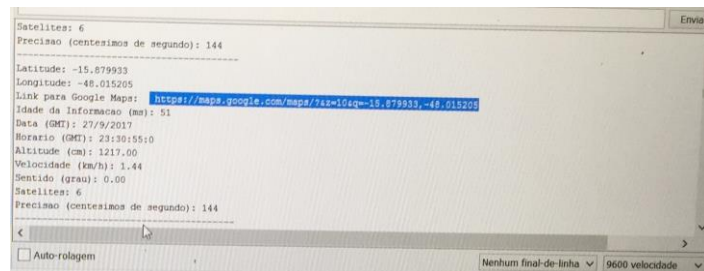 Envia
Satelites: 6
Precisao (centesimos de segundo): 144
----------------------------------------
Latitude: -15.879933
Longitude: -48.015205
Link para Google Maps: https://maps.google.com/maps/?&z=10&q=-15.879933,-48.015205
Idade da Informacao (ms): 51
Data (GMT): 27/9/2017
Horario (GMT): 23:30:55:0
Altitude (cm): 1217.00
Velocidade (km/h): 1.44
Sentido (grau): 0.00
Satelites: 6
Precisao (centesimos de segundo): 144
----------------------------------------
Auto-rolagem
Nenhum final-de-linha
9600 velocidade